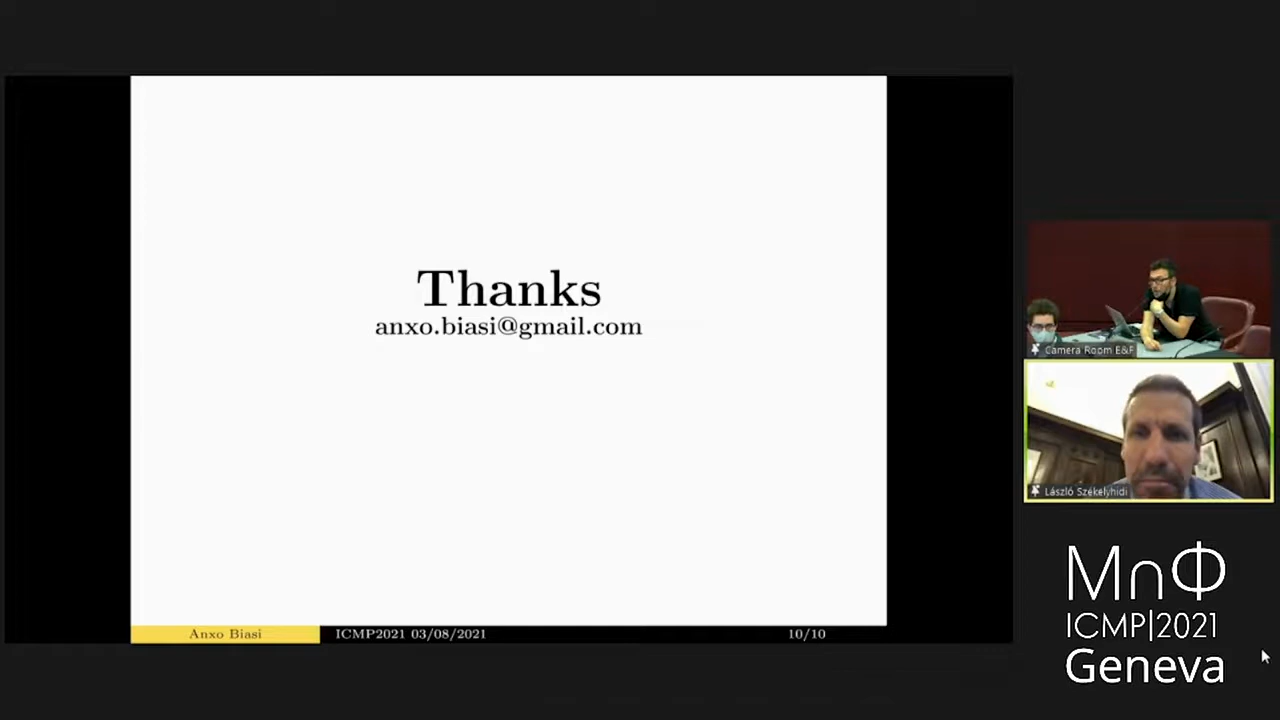 Thanks
anxo.biasi@gmail.com
Anxo Biasi
ICMP2021 03/08/2021
10/10
Camera Room E&F
László Székelyhidi
M∩Φ
ICMP|2021
Geneva